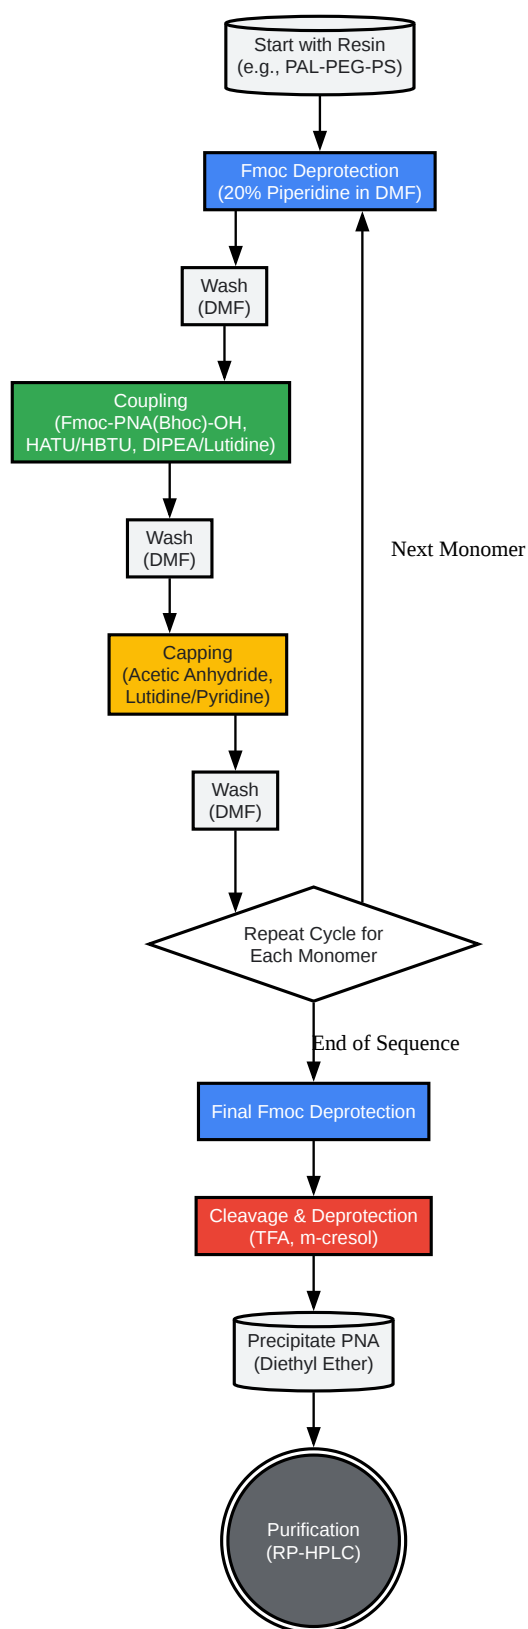 Start with Resin
(e.g., PAL-PEG-PS)
Fmoc Deprotection
(20% Piperidine in DMF)
Wash
(DMF)
Coupling
(Fmoc-PNA(Bhoc)-OH,
HATU/HBTU, DIPEA/Lutidine)
Wash
(DMF)
Next Monomer
Capping
(Acetic Anhydride,
Lutidine/Pyridine)
Wash
(DMF)
Repeat Cycle for
Each Monomer
End of Sequence
Final Fmoc Deprotection
Cleavage & Deprotection
(TFA, m-cresol)
Precipitate PNA
(Diethyl Ether)
Purification
(RP-HPLC)